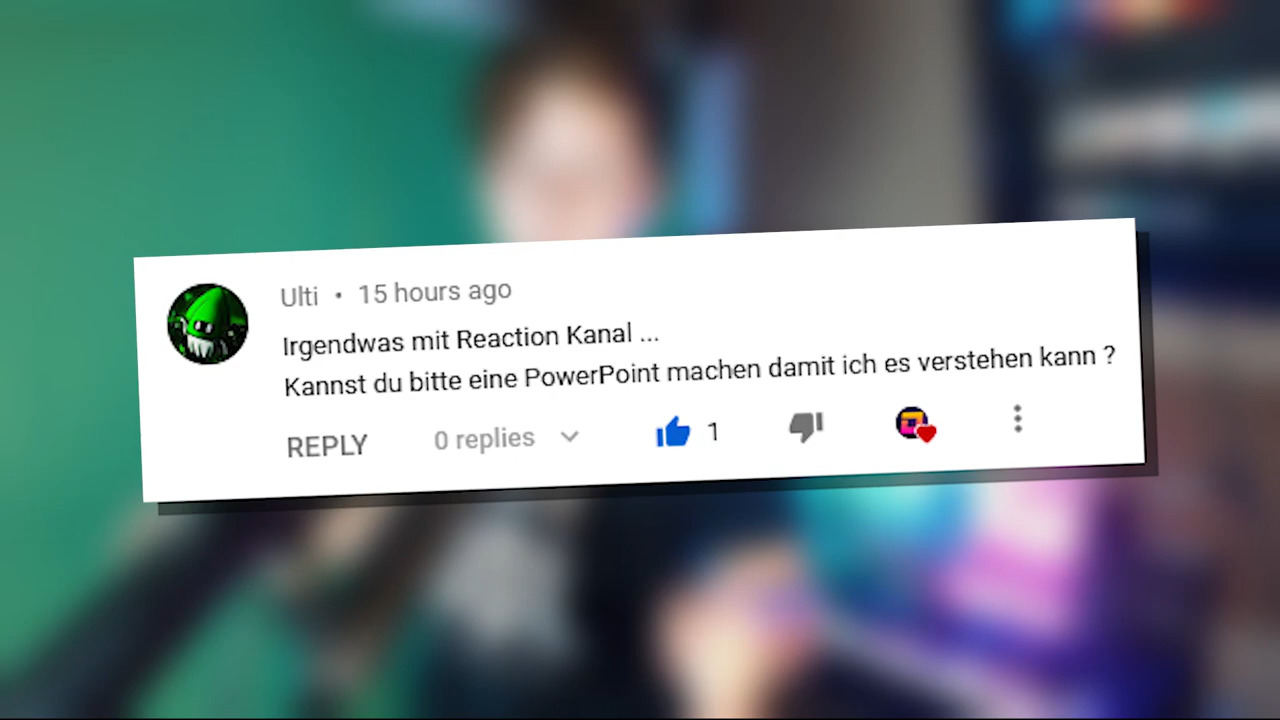 Ulti • 15 hours ago
Irgendwas mit Reaction Kanal ...
Kannst du bitte eine PowerPoint machen damit ich es verstehen kann ?
REPLY 0 replies 1